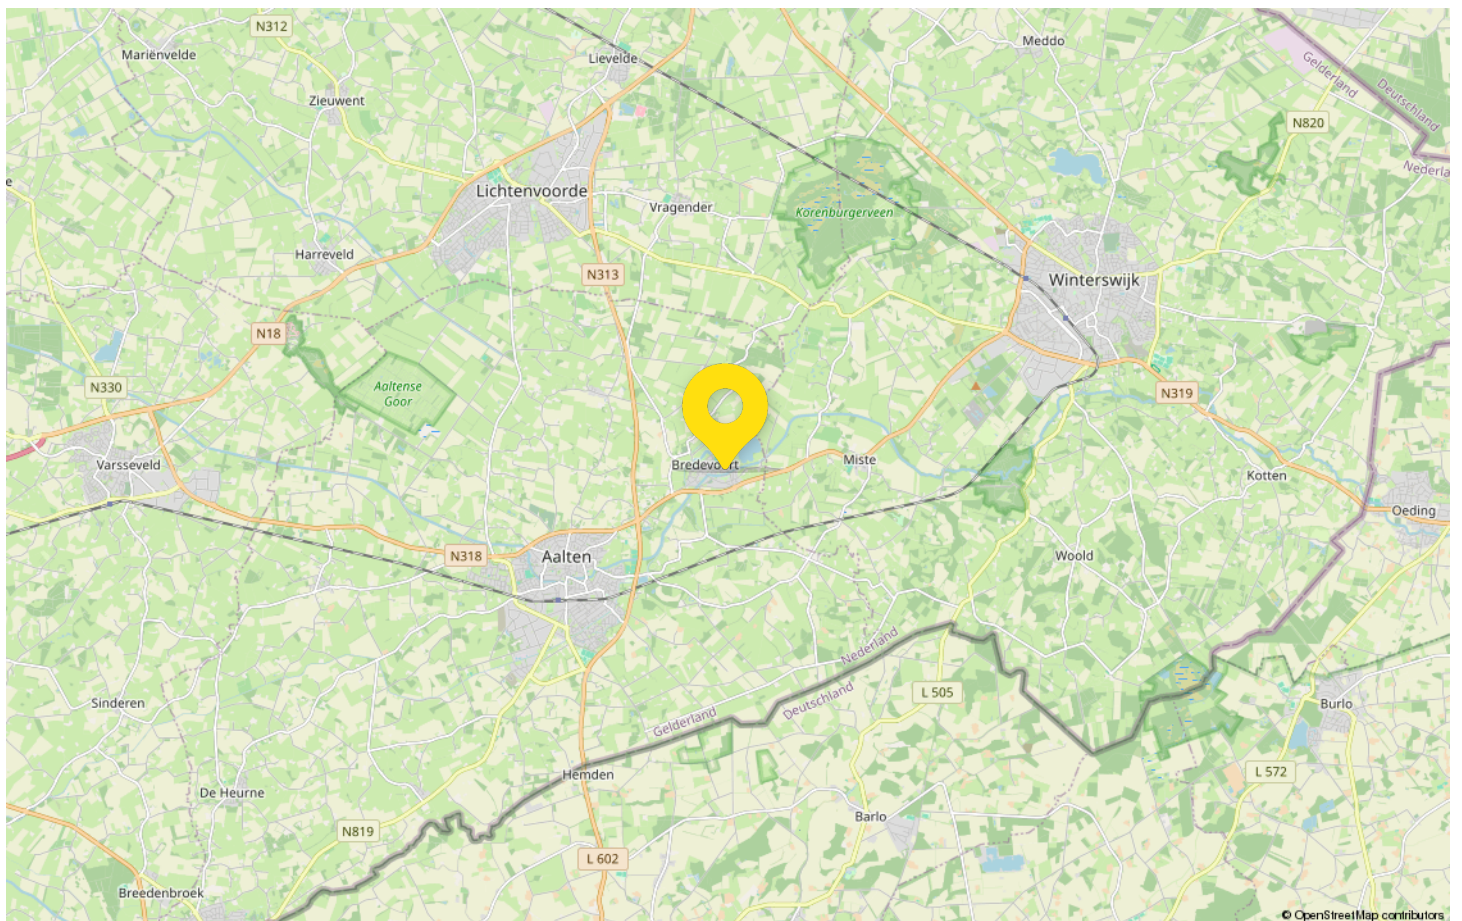 N312
Mariënvelde
Lievelde
Meddo
Gelderland
Deutschland
Zieuwent
N820
Nederla
e
Lichtenvoorde
Vragender
Korenburgerveen
Harreveld
N313
Winterswijk
N18
Aaltense
Goor
N330
N319
Varsseveld
Bredevoort
Miste
Kotten
Oeding
N318
Aalten
Woold
Nederland
Deutschland
Gelderland
L 505
Sinderen
Burlo
Hemden
L 572
De Heurne
Barlo
N819
L 602
Breedenbroek
© OpenStreetMap contributors